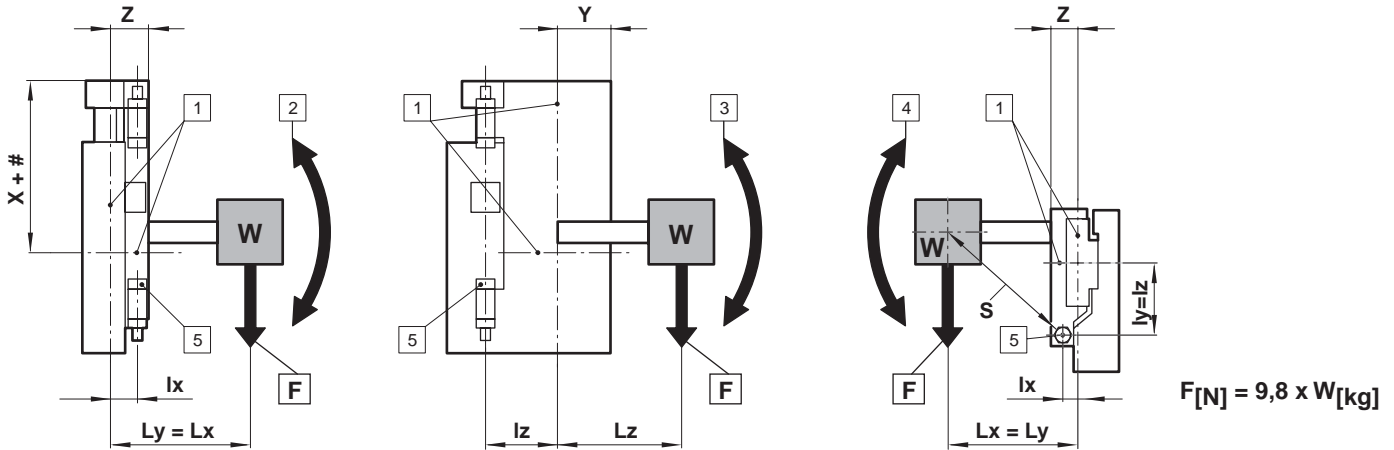 Z
X + #
1
2
W
5
F
lx
Ly = Lx
Y
1
3
W
5
F
lz
Lz
Z
4
1
W
S
ly=lz
5
F
lx
Lx = Ly
F[N] = 9,8 x W[kg]